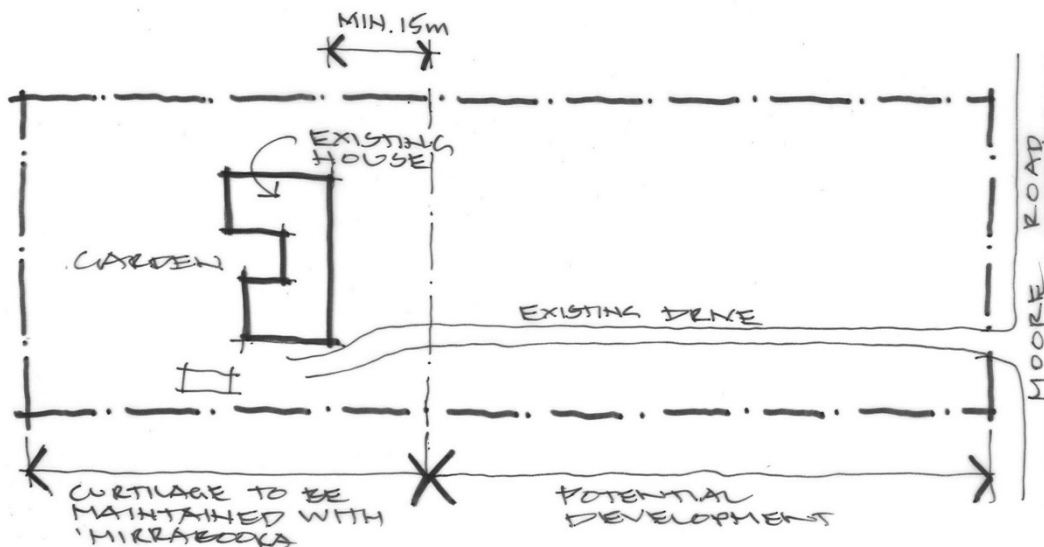 MIN. 15m
EXISTING
HOUSE
GARDEN
EXISTING DRIVE
MOORE ROAD
CURTILAGE TO BE
MAINTAINED WITH
'MIRRABOOKA
POTENTIAL
DEVELOPMENT